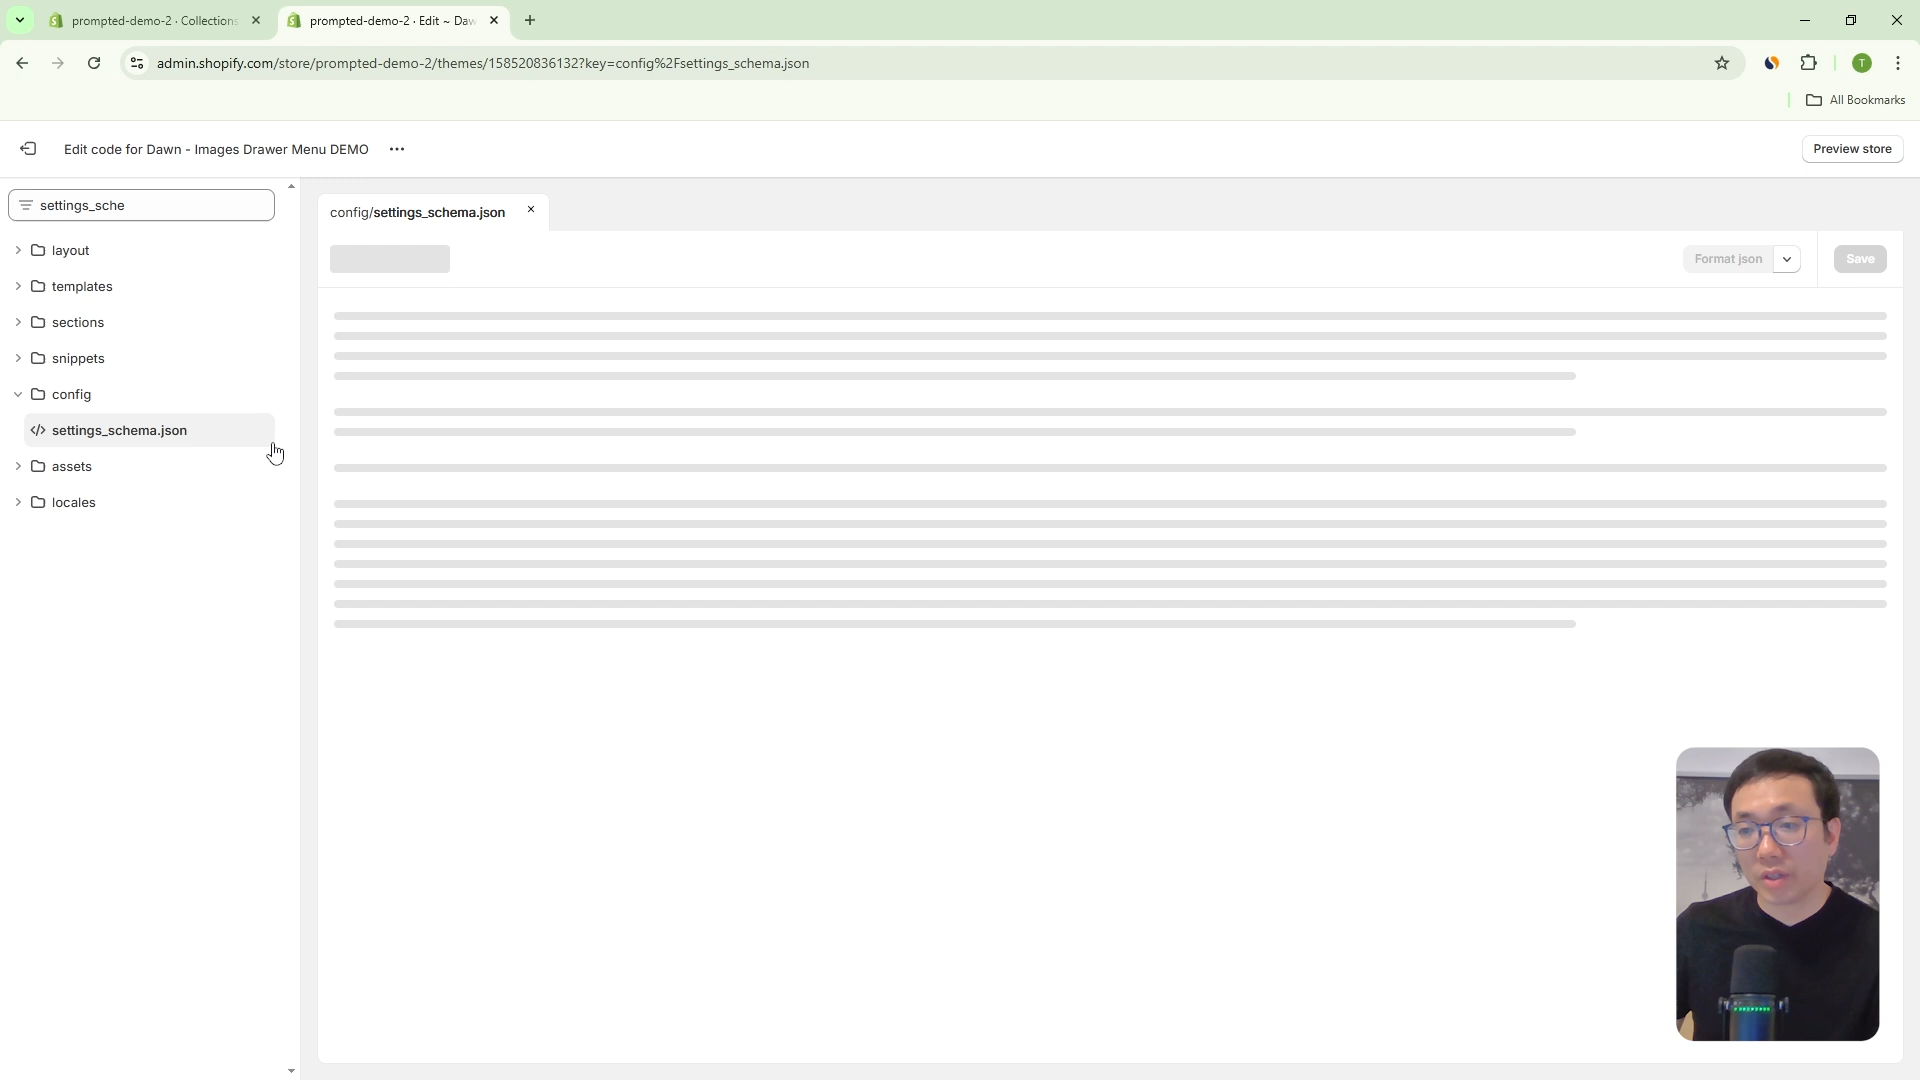 prompted-demo-2 · Collections
prompted-demo-2 · Edit ~ Daw
admin.shopify.com/store/prompted-demo-2/themes/158520836132?key=config%2Fsettings_schema.json
T
All Bookmarks
Edit code for Dawn - Images Drawer Menu DEMO
Preview store
settings_sche
layout
templates
sections
snippets
config
settings_schema.json
assets
locales
config/settings_schema.json
Format json
Save